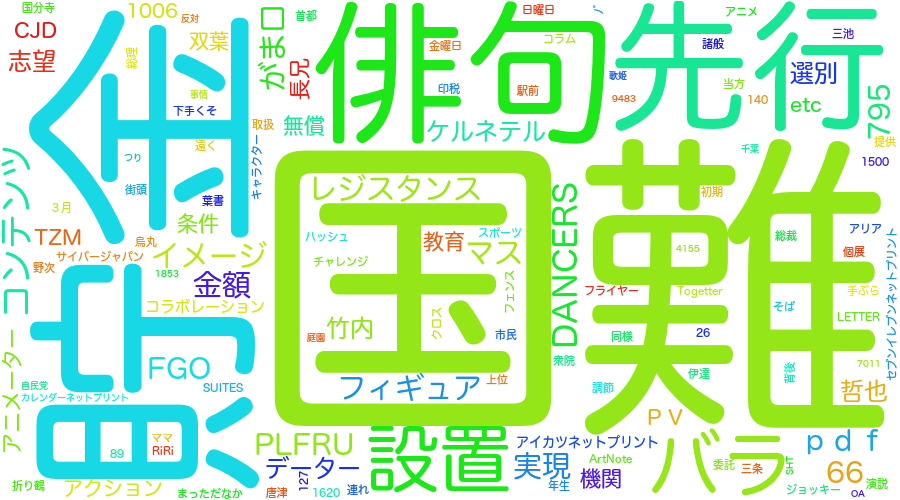 国分寺
1006
反対
首都
日曜日
アニメ
三池
CJD
双葉
がま口
俳句
先行
諸般
志望
長兄
金曜日
コラム
選別
余罪
事情
印税
歌姫
当方
下手くそ
駅前
9483
140
etc
795
取扱
無償
ケルネテル
遠く
提供
つり
キャラクター
千葉
1500
コンテンツ
街頭
葉書
国難
レジスタンス
初期
3月
条件
DANCERS
TZM
烏丸
ハッシュ
教育
マス
スポーツ
4155
総裁
アリア
サイバージャパン
イメージ
個展
野次
1853
金額
チャレンジ
フェンス
フライヤー
Togetter
手ぶら
コラボレーション
竹内
クロス
市民
同様
26
そば
LETTER
セブンイレブンネットプリント
守
庭園
衆院
アニメーター
FGO
フィギュア
上位
調節
伊達
背後
7011
自民党
SUITES
哲也
カレンダーネットプリント
PV
89
ママ
RiRi
PLFRU
設置
アイカツネットプリント
バラ
pdf
データー
実現
ArtNote
委託
三条
66
折り鶴
アクション
まっただなか
唐津
127
1620
連れ
年生
機関
ジョッキー
OA
演説